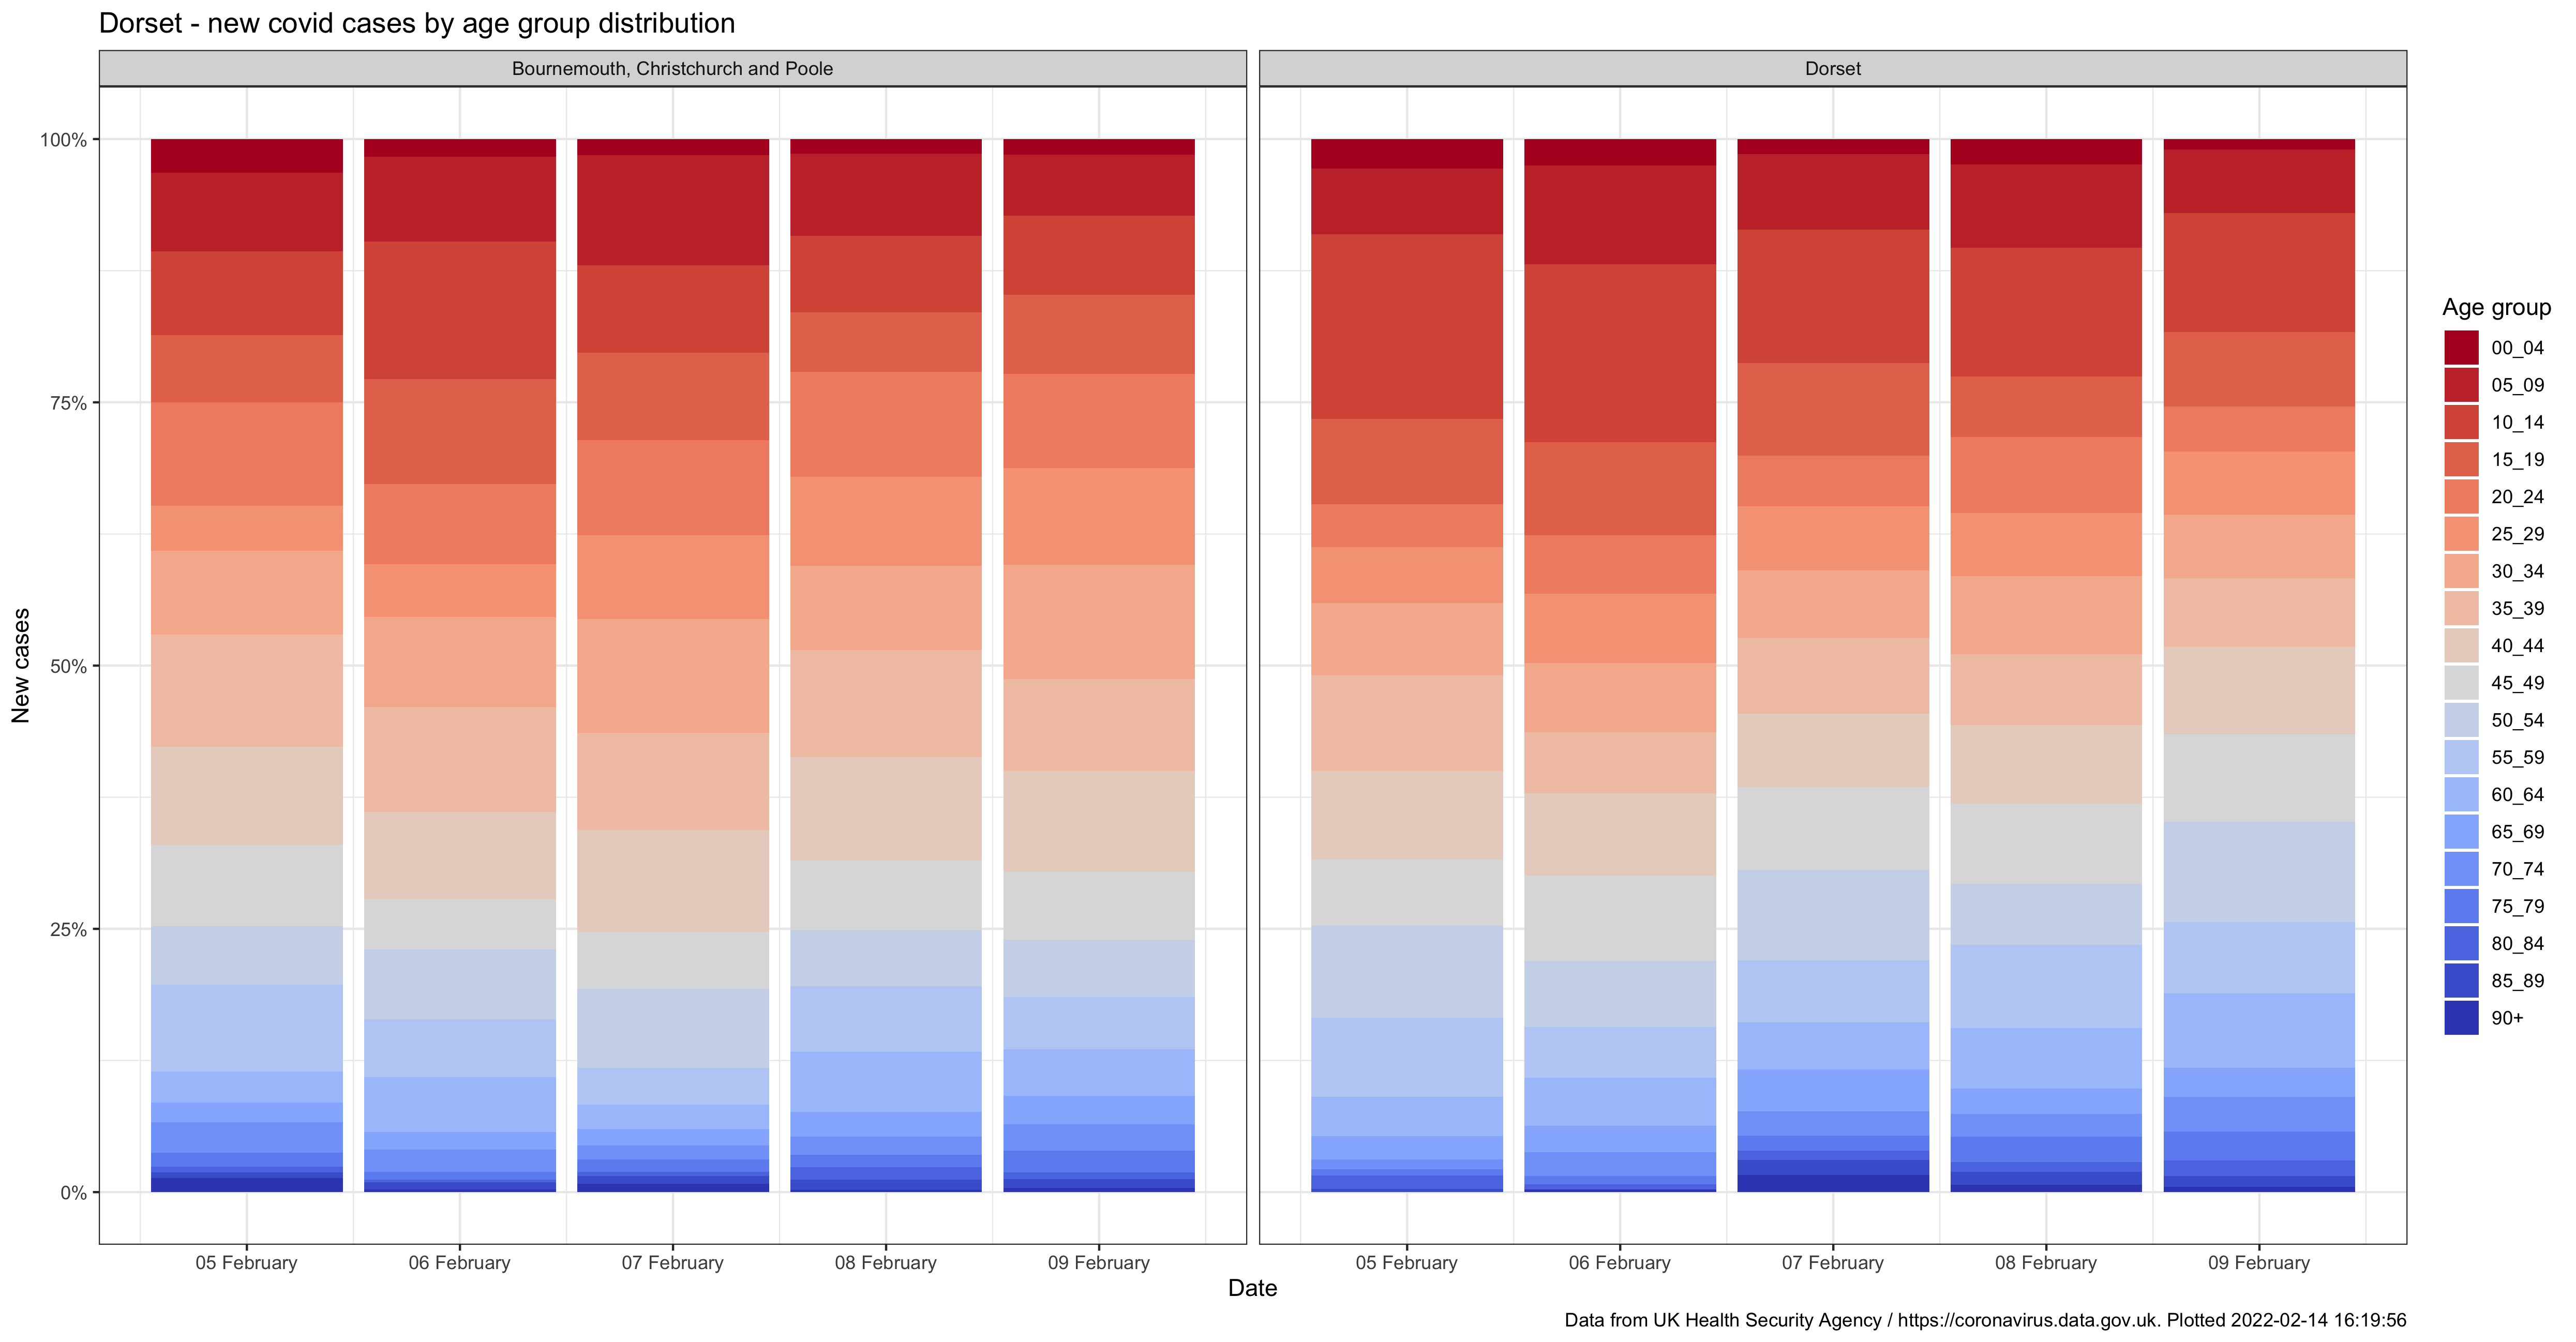 Dorset - new covid cases by age group distribution
Bournemouth, Christchurch and Poole
Dorset
100%
75%
50%
25%
0%
New cases
05 February
06 February
07 February
08 February
09 February
05 February
06 February
07 February
08 February
09 February
Date
Age group
00_04
05_09
10_14
15_19
20_24
25_29
30_34
35_39
40_44
45_49
50_54
55_59
60_64
65_69
70_74
75_79
80_84
85_89
90+
Data from UK Health Security Agency / https://coronavirus.data.gov.uk. Plotted 2022-02-14 16:19:56